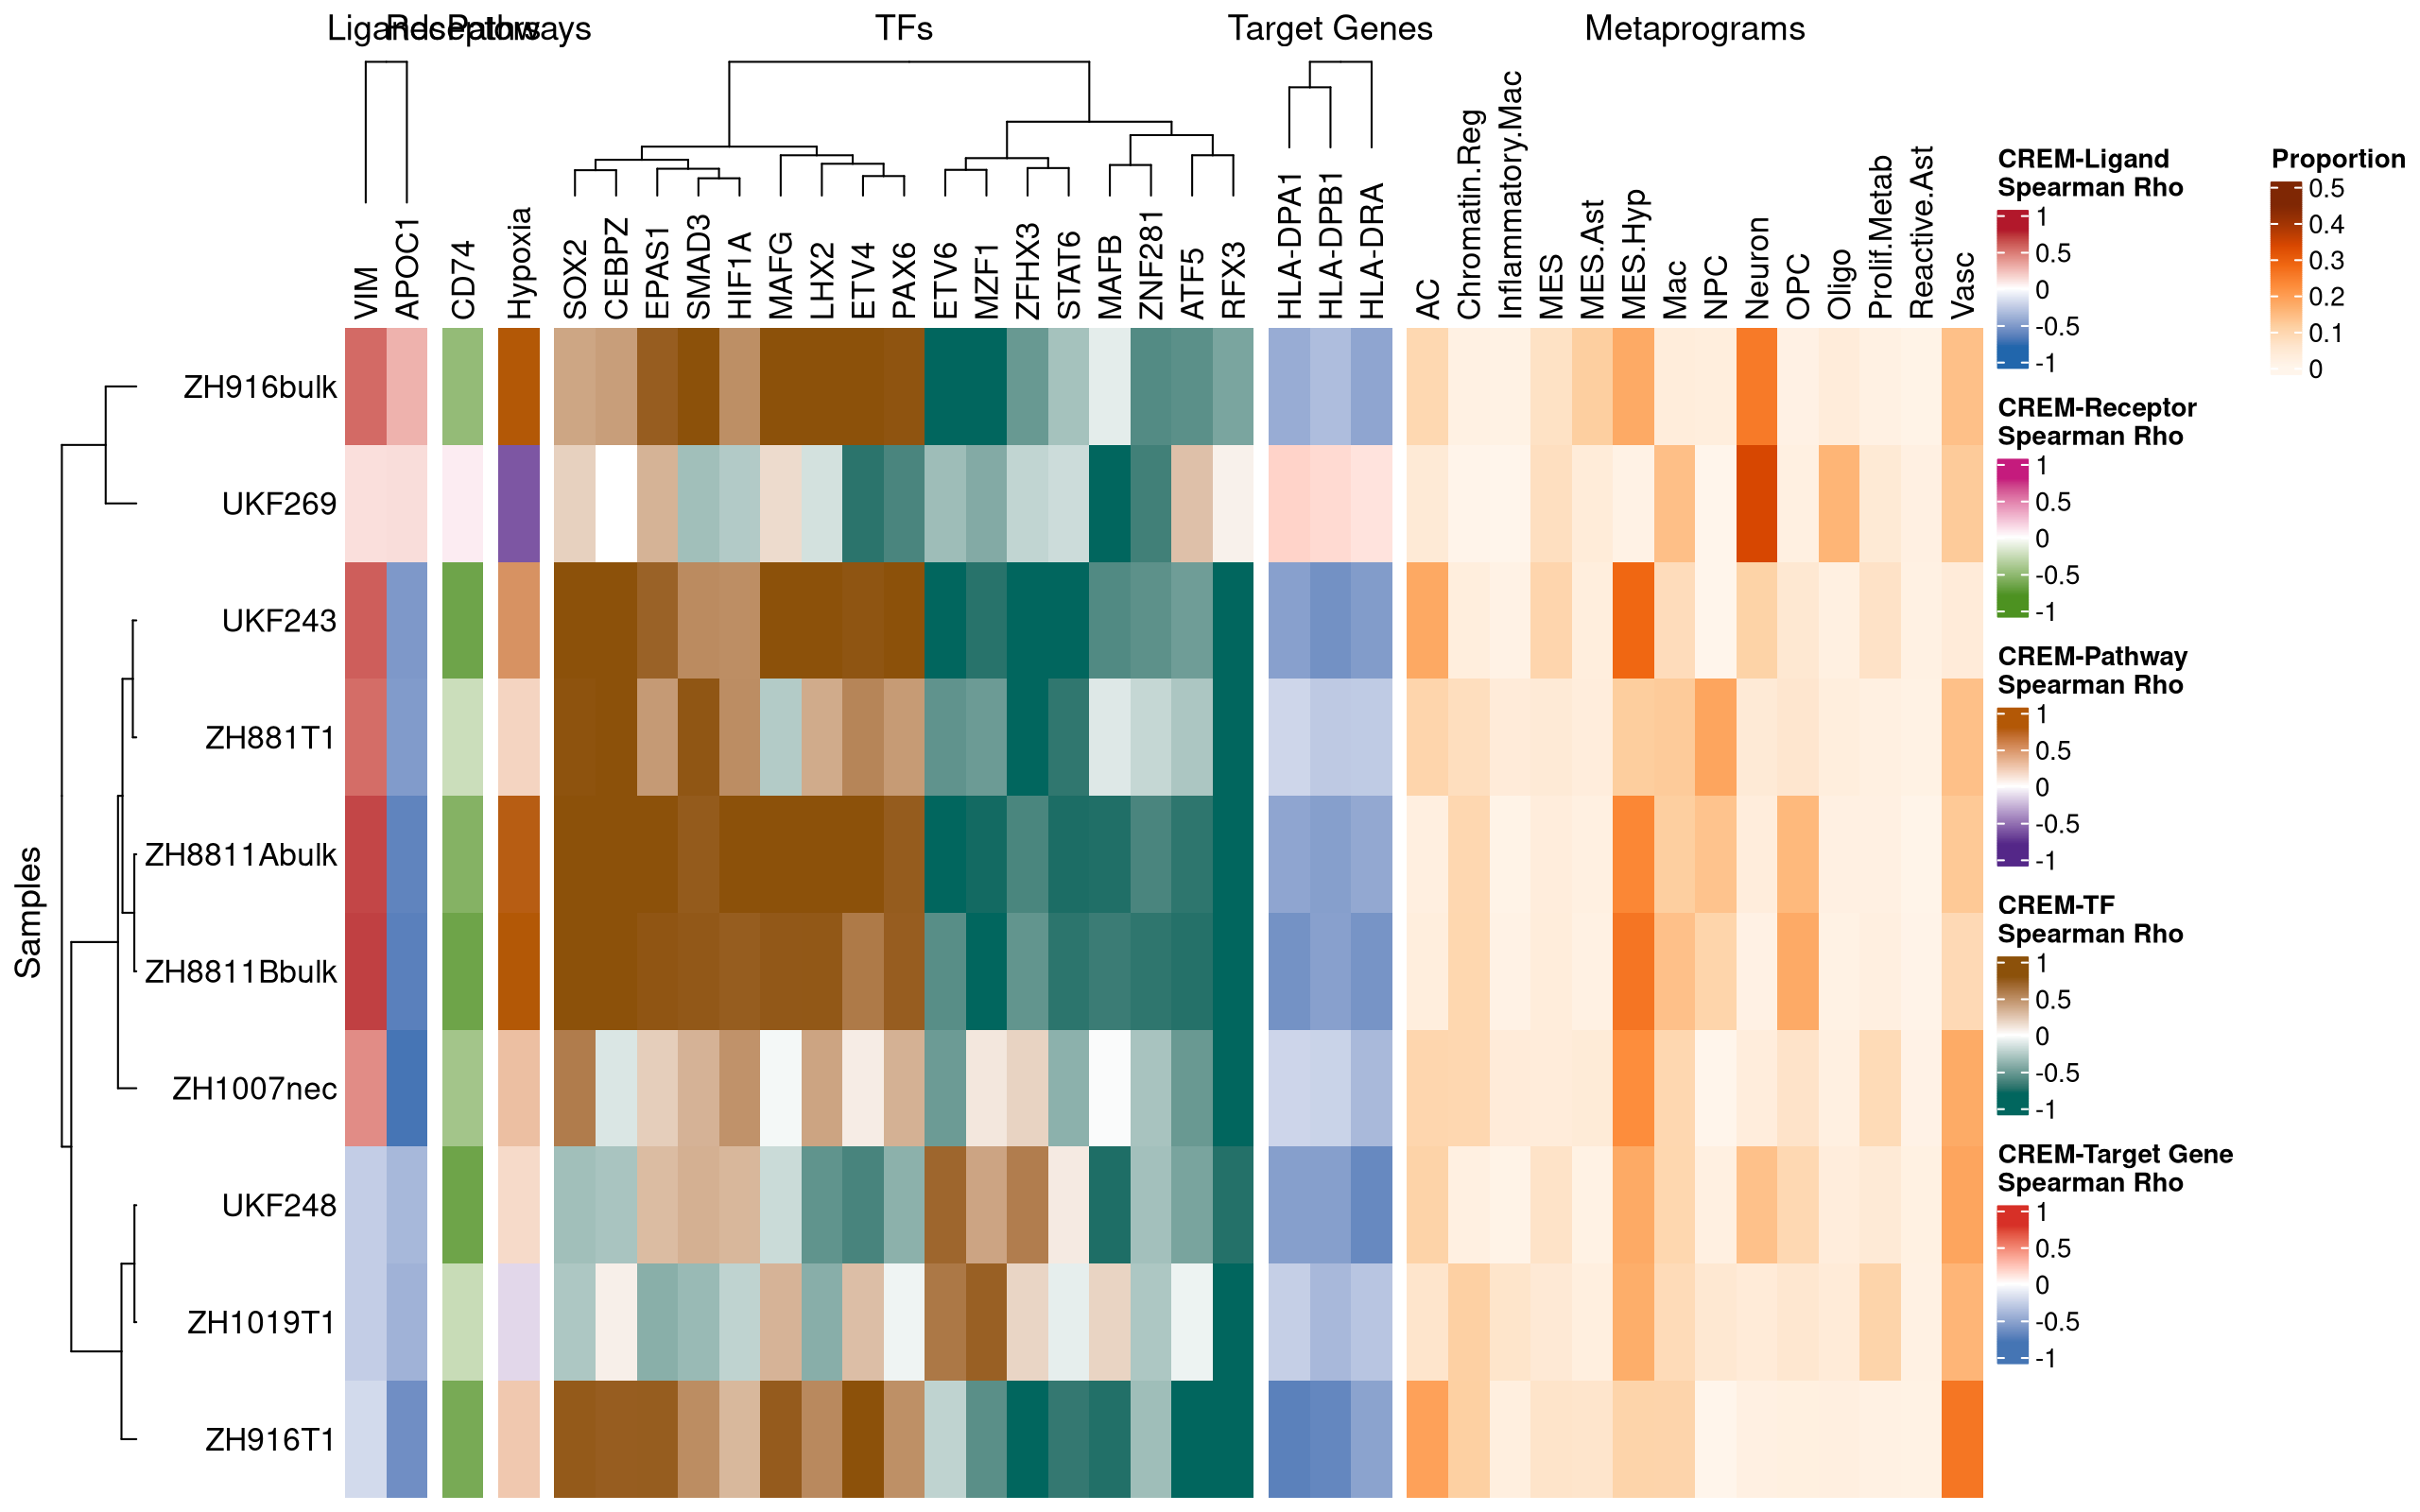 Ligands Receptors Pathways TFs Target Genes Metaprograms
VIM
APOC1
CD74
Hypoxia
SOX2
CEBPZ
EPAS1
SMAD3
HIF1A
MAFG
LHX2
ETV4
PAX6
ETV6
MZF1
ZFHX3
STAT6
MAFB
ZNF281
ATF5
RFX3
HLA-DPA1
HLA-DPB1
HLA-DRA
AC
Chromatin.Reg
Inflammatory.Mac
MES
MES.Ast
MES.Hyp
Mac
NPC
Neuron
OPC
Oligo
Prolif.Metab
Reactive.Ast
Vasc
Samples
ZH916bulk
UKF269
UKF243
ZH881T1
ZH8811Abulk
ZH8811Bbulk
ZH1007nec
UKF248
ZH1019T1
ZH916T1
CREM-Ligand
Spearman Rho
1
0.5
0
-0.5
-1
CREM-Receptor
Spearman Rho
1
0.5
0
-0.5
-1
CREM-Pathway
Spearman Rho
1
0.5
0
-0.5
-1
CREM-TF
Spearman Rho
1
0.5
0
-0.5
-1
CREM-Target Gene
Spearman Rho
1
0.5
0
-0.5
-1
Proportion
0.5
0.4
0.3
0.2
0.1
0